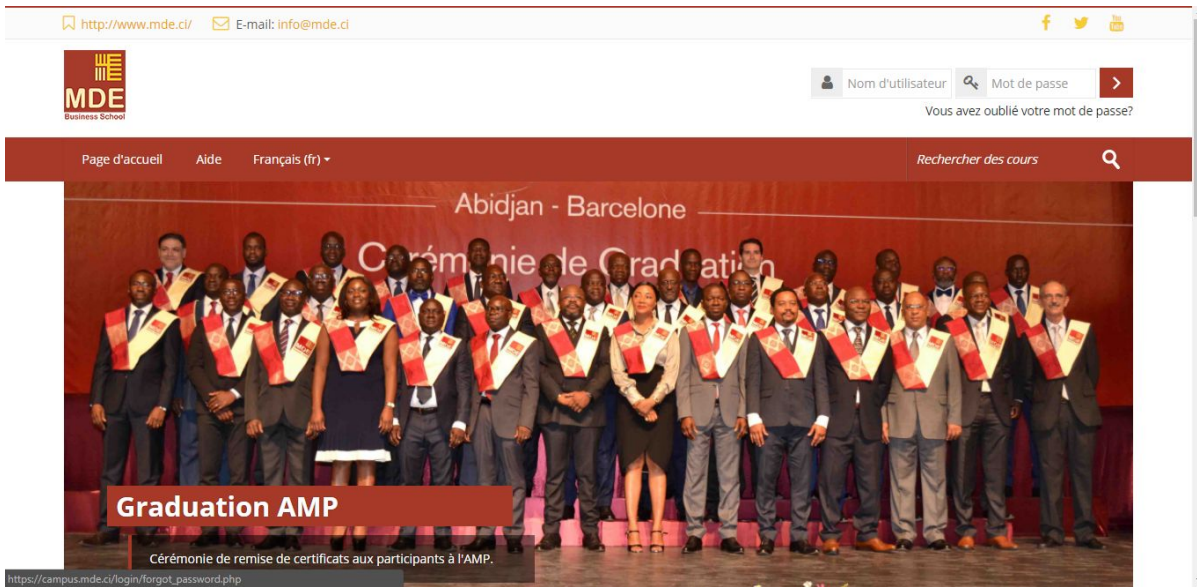 http://www.mde.ci/ E-mail: info@mde.ci
MDE
Business School
Nom d'utilisateur Mot de passe
Vous avez oublié votre mot de passe?
Page d'accueil Aide Français (fr) Rechercher des cours
Abidjan - Barcelone
Cérémonie de Graduation
Graduation AMP
Cérémonie de remise de certificats aux participants à l'AMP.
https://campus.mde.ci/login/forgot_password.php